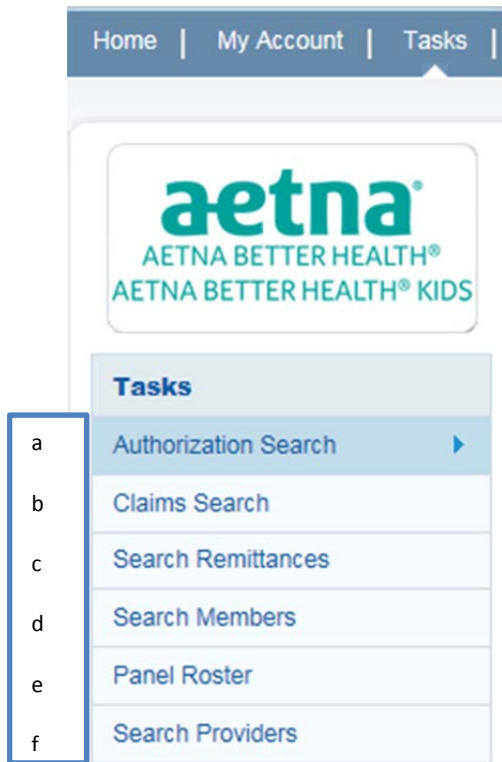 Home | My Account | Tasks |
aetna®
AETNA BETTER HEALTH®
AETNA BETTER HEALTH® KIDS
Tasks
a Authorization Search
b Claims Search
c Search Remittances
d Search Members
e Panel Roster
f Search Providers